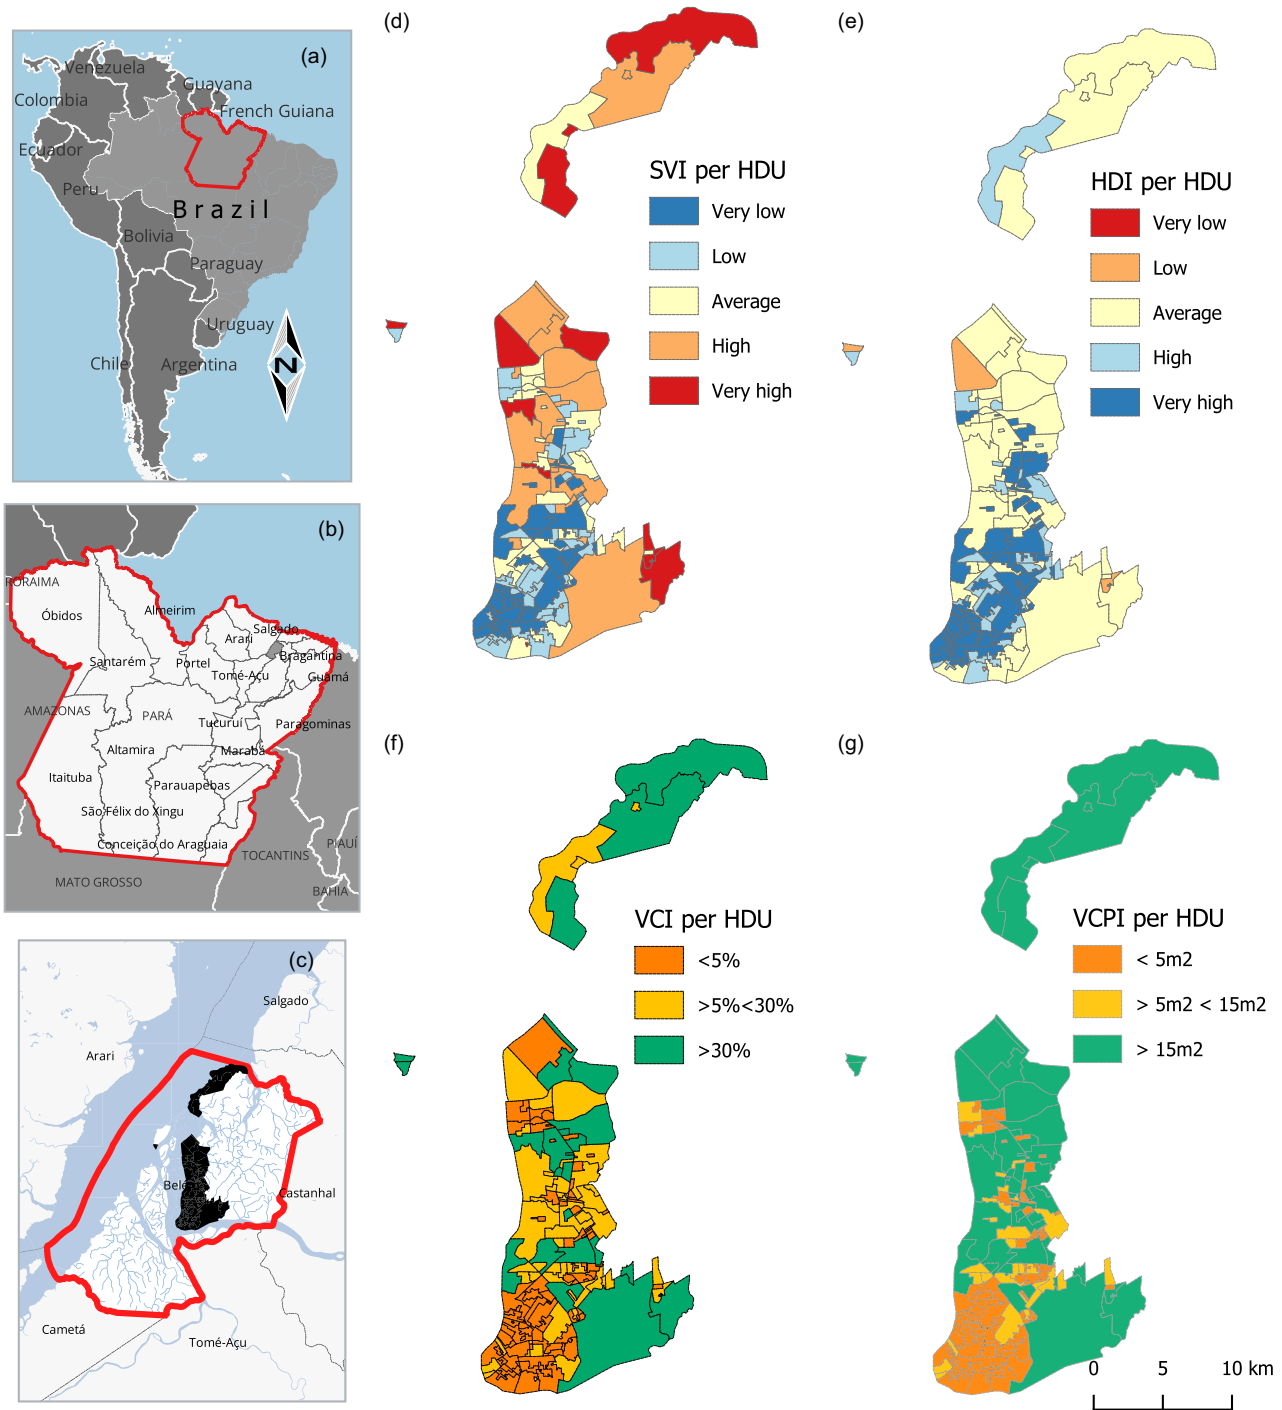 (a)
Venezuela
Guayana
Colombia
French Guiana
Ecuador
Peru
Brazil
Bolivia
Paraguay
Uruguay
Chile
Argentina
N
(b)
RORAIMA
Óbidos
Almeirim
Salgado
Arari
Bragantina
Santarém
Portel
Tomé-Açu
Guamá
AMAZONAS
PARÁ
Tucuruí
Paragominas
Altamira
Marabá
Itaituba
Parauapebas
São Félix do Xingu
Conceição do Araguaia
TOCANTINS
PIAUÍ
MATO GROSSO
BAHIA
(c)
Salgado
Arari
Castanhal
Cametá
Tomé-Açu
(d)
SVI per HDU
Very low
Low
Average
High
Very high
(e)
HDI per HDU
Very low
Low
Average
High
Very high
(f)
VCI per HDU
<5%
>5%<30%
>30%
(g)
VCPI per HDU
< 5m2
> 5m2 < 15m2
> 15m2
0 5 10 km